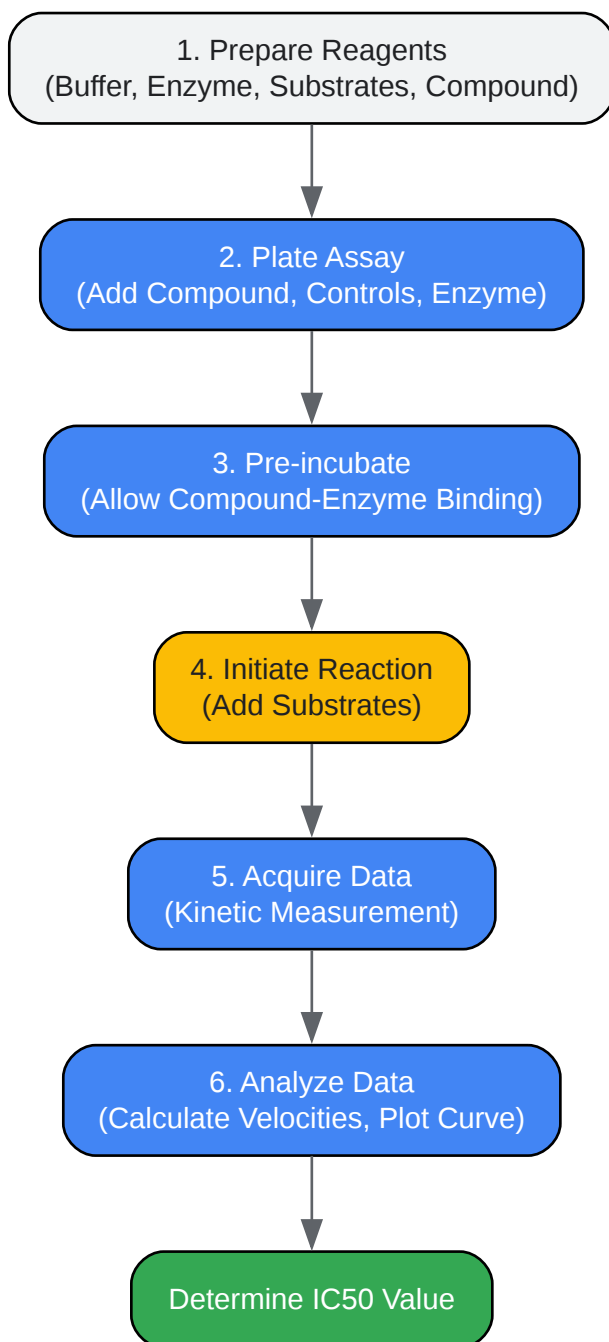 1. Prepare Reagents
(Buffer, Enzyme, Substrates, Compound)
2. Plate Assay
(Add Compound, Controls, Enzyme)
3. Pre-incubate
(Allow Compound-Enzyme Binding)
4. Initiate Reaction
(Add Substrates)
5. Acquire Data
(Kinetic Measurement)
6. Analyze Data
(Calculate Velocities, Plot Curve)
Determine IC50 Value